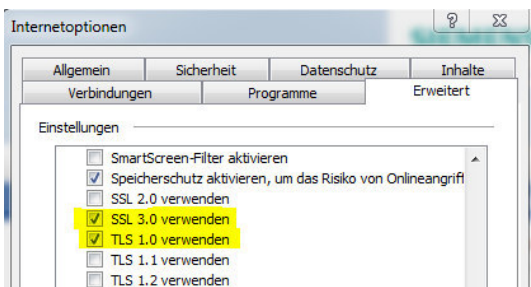 Internetoptionen
Allgemein Sicherheit Datenschutz Inhalte
Verbindungen Programme Erweitert
Einstellungen
SmartScreen-Filter aktivieren
Speicherschutz aktivieren, um das Risiko von Onlineangriff
SSL 2.0 verwenden
SSL 3.0 verwenden
TLS 1.0 verwenden
TLS 1.1 verwenden
TLS 1.2 verwenden